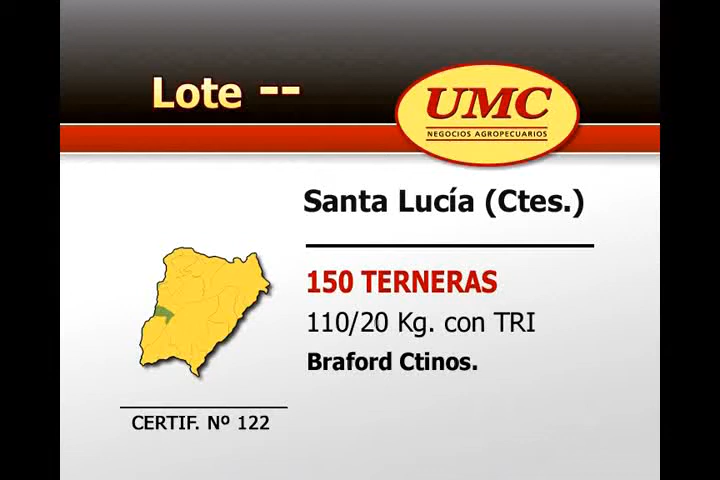 Lote --
UMC
NEGOCIOS AGROPECUARIOS
Santa Lucía (Ctes.)
150 TERNERAS
110/20 Kg. con TRI
Braford Ctinos.
CERTIF. Nº 122